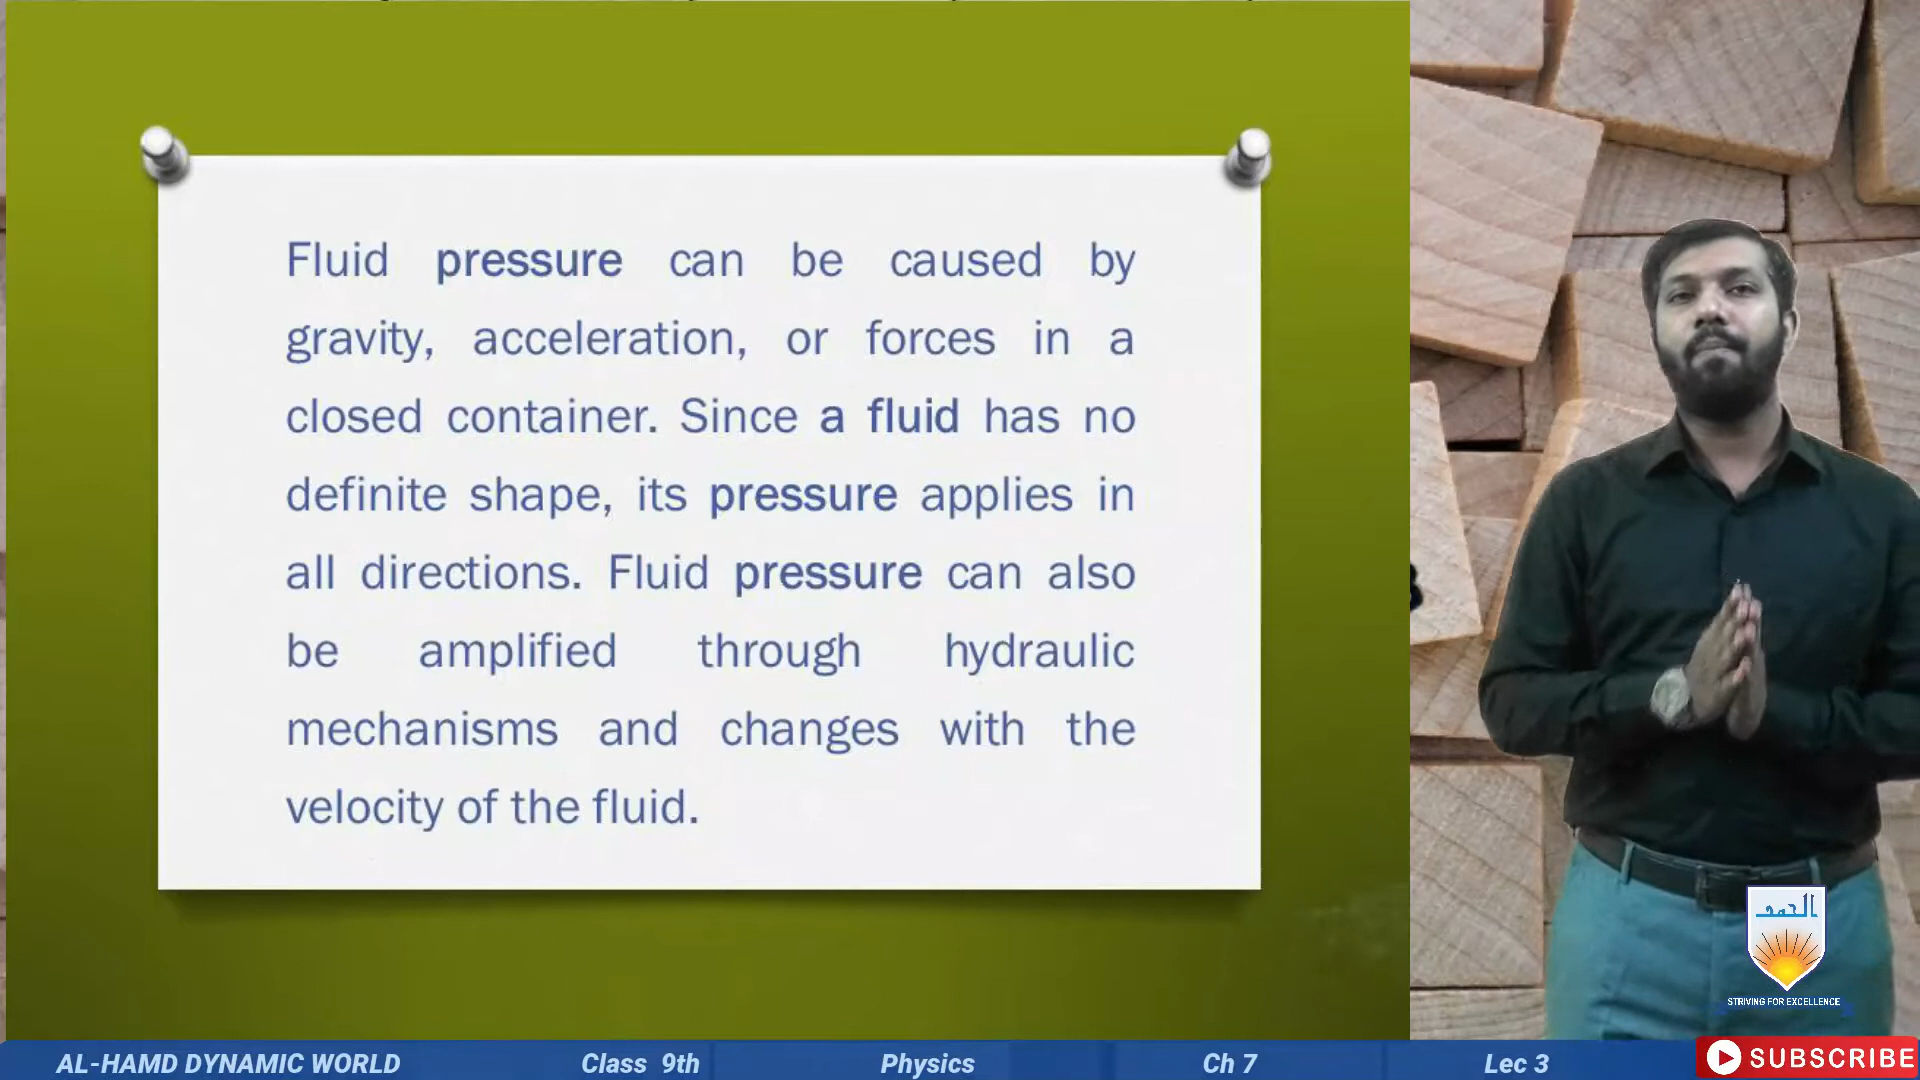 Fluid pressure can be caused by
gravity, acceleration, or forces in a
closed container. Since a fluid has no
definite shape, its pressure applies in
all directions. Fluid pressure can also
be amplified through hydraulic
mechanisms and changes with the
velocity of the fluid.
الحمد
STRIVING FOR EXCELLENCE
AL-HAMD DYNAMIC WORLD Class 9th Physics Ch 7 Lec 3 SUBSCRIBE